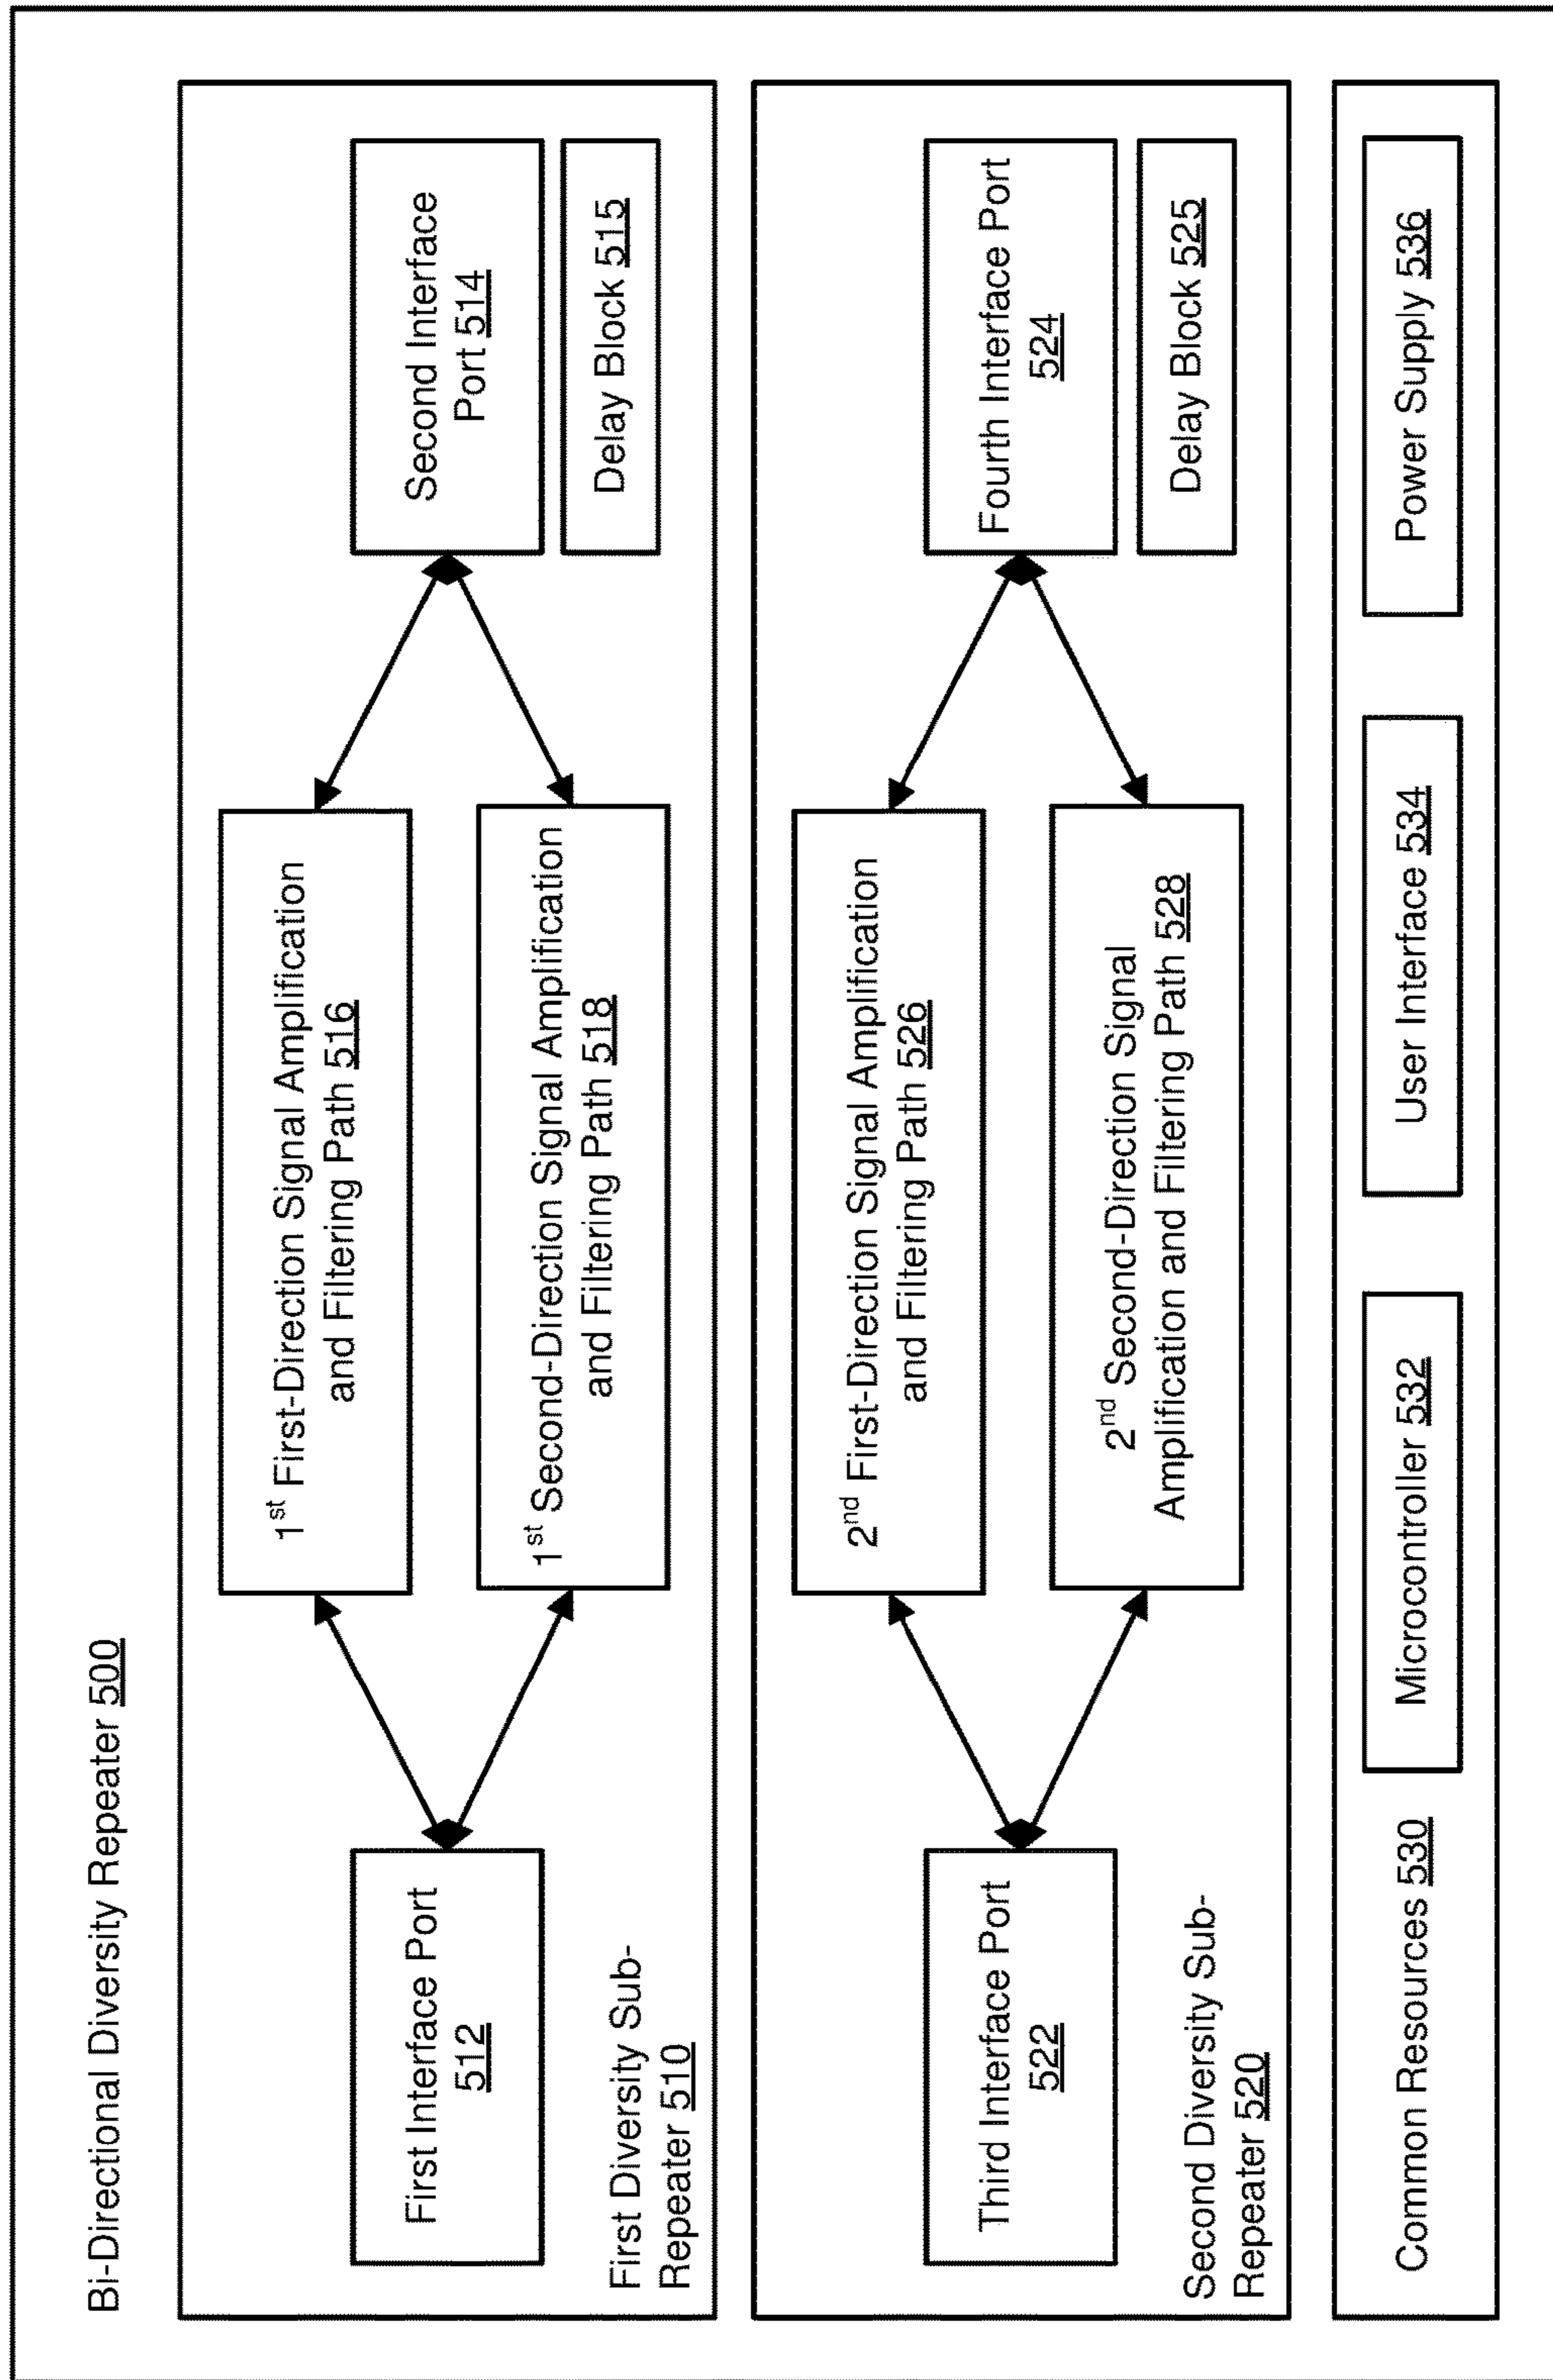 Bi-Directional Diversity Repeater 500
First Interface Port
512
1st First-Direction Signal Amplification
and Filtering Path 516
1st Second-Direction Signal Amplification
and Filtering Path 518
Second Interface
Port 514
Delay Block 515
First Diversity Sub-
Repeater 510
Third Interface Port
522
2nd First-Direction Signal Amplification
and Filtering Path 526
2nd Second-Direction Signal
Amplification and Filtering Path 528
Fourth Interface Port
524
Delay Block 525
Second Diversity Sub-
Repeater 520
Common Resources 530
Microcontroller 532
User Interface 534
Power Supply 536